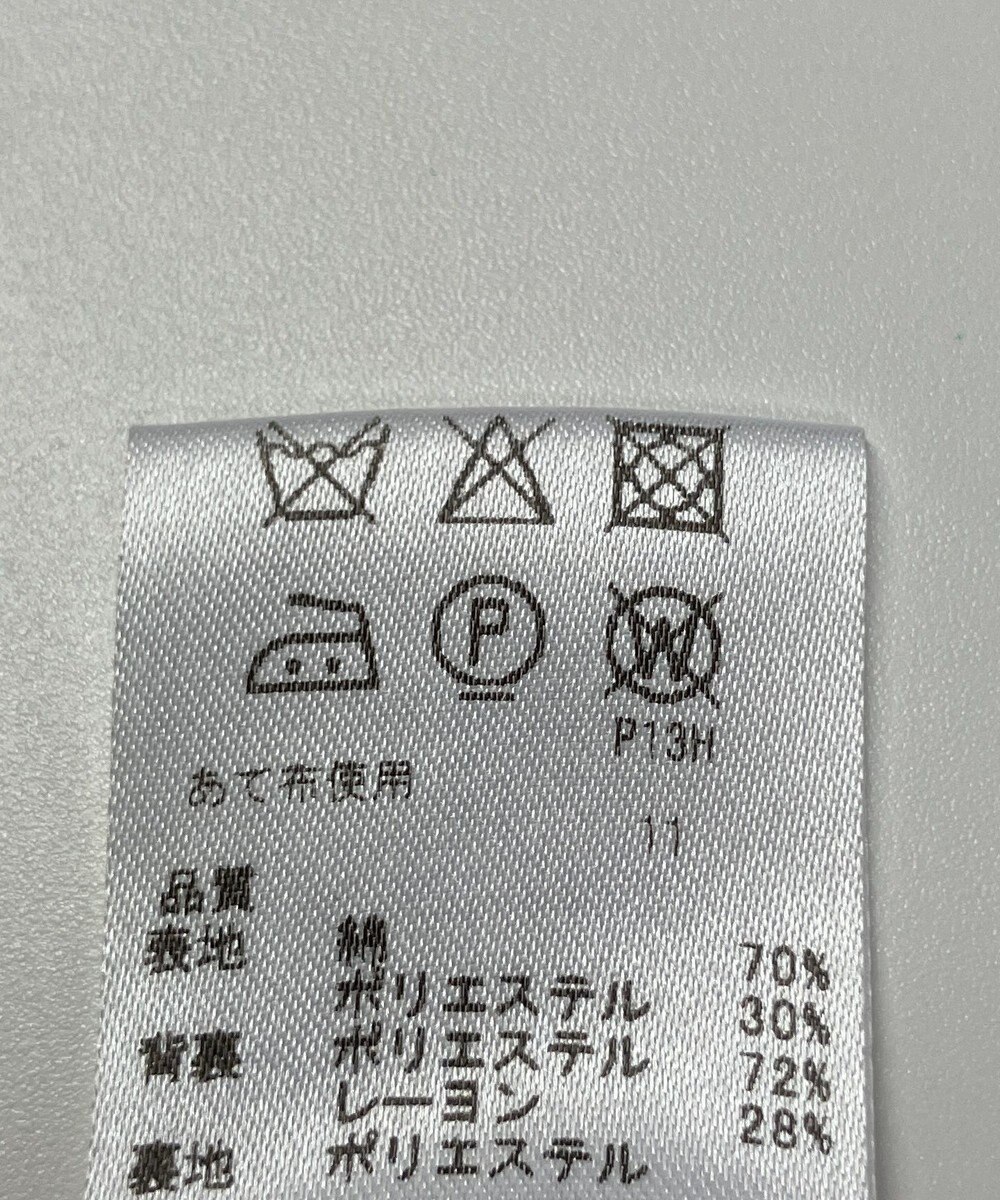 P
W
P13H
あて布使用
11
品質
表地 綿 70%
ポリエステル 30%
背裏 ポリエステル 72%
レーヨン 28%
裏地 ポリエステル